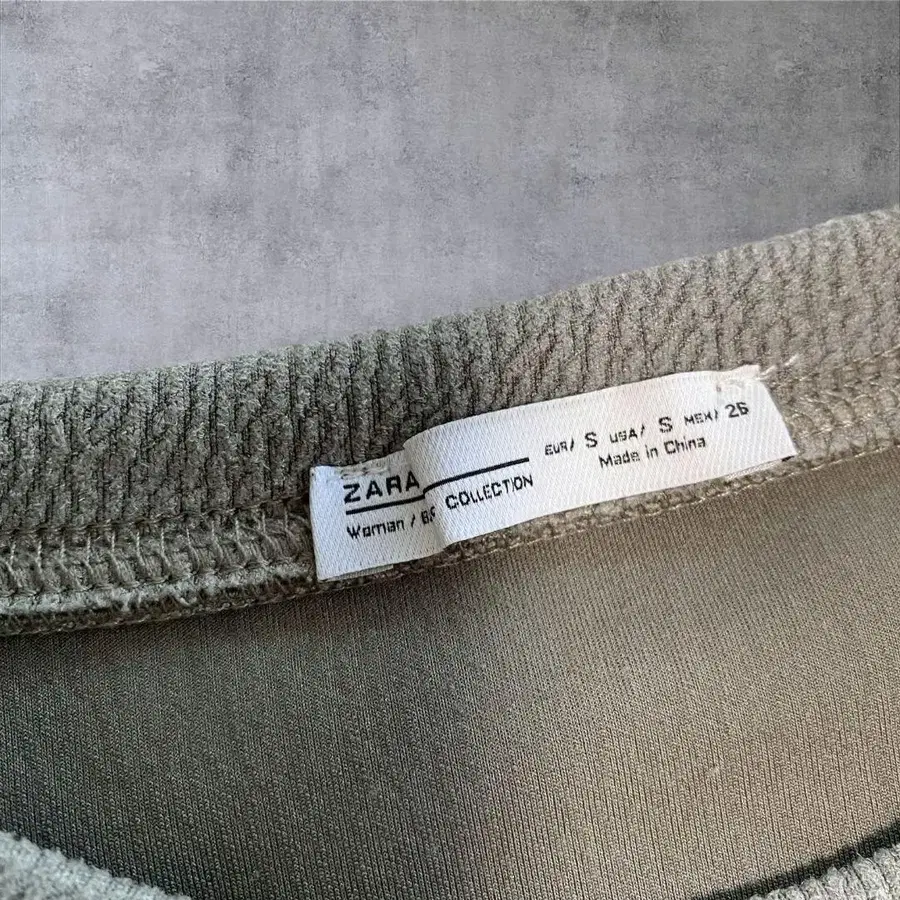 ZARA
Woman / COLLECTION
EUR/ S USA/ S MEX/ 26
Made in China